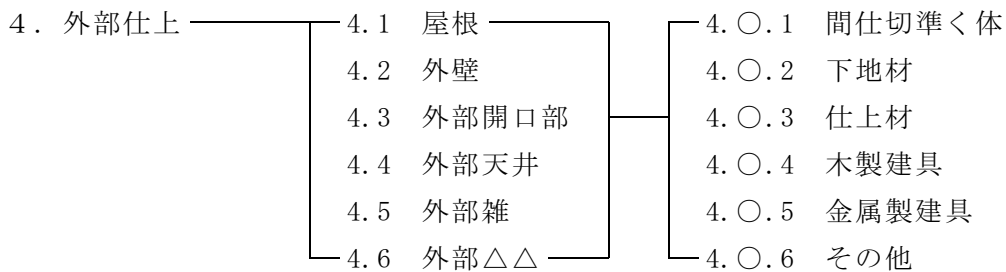 4．外部仕上 4.1 屋根 4.○.1 間仕切準く体
4.2 外壁 4.○.2 下地材
4.3 外部開口部 4.○.3 仕上材
4.4 外部天井 4.○.4 木製建具
4.5 外部雑 4.○.5 金属製建具
4.6 外部△△ 4.○.6 その他